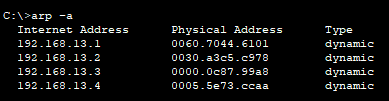 C:\>arp -a
Internet Address Physical Address Type
192.168.13.1 0060.7044.6101 dynamic
192.168.13.2 0030.a3c5.c978 dynamic
192.168.13.3 0000.0c87.99a8 dynamic
192.168.13.4 0005.5e73.ccaa dynamic